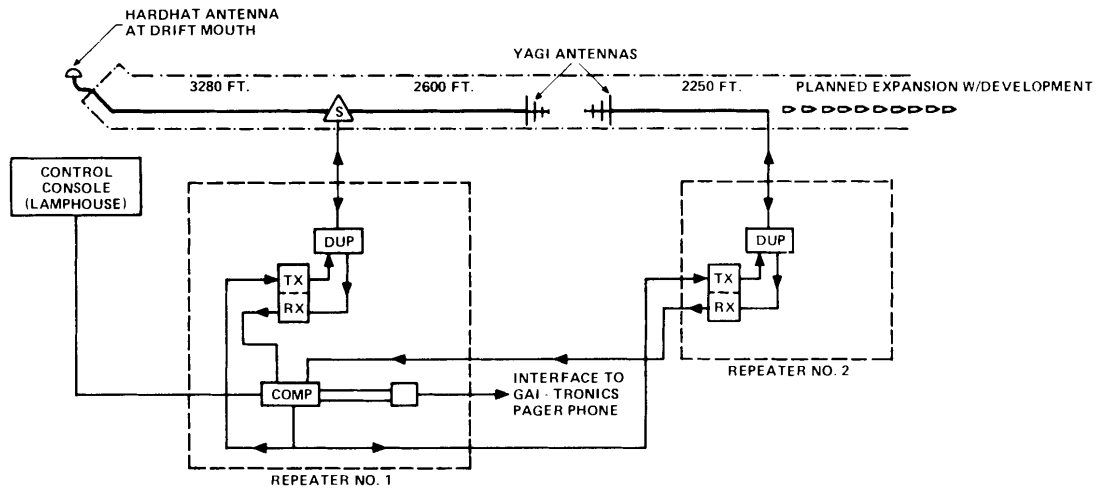 HARDHAT ANTENNA
AT DRIFT MOUTH
YAGI ANTENNAS
3280 FT.
2600 FT.
2250 FT.
PLANNED EXPANSION W/DEVELOPMENT
S
CONTROL
CONSOLE
(LAMPHOUSE)
DUP
DUP
TX
RX
TX
RX
COMP
INTERFACE TO
GAI - TRONICS
PAGER PHONE
REPEATER NO. 2
REPEATER NO. 1